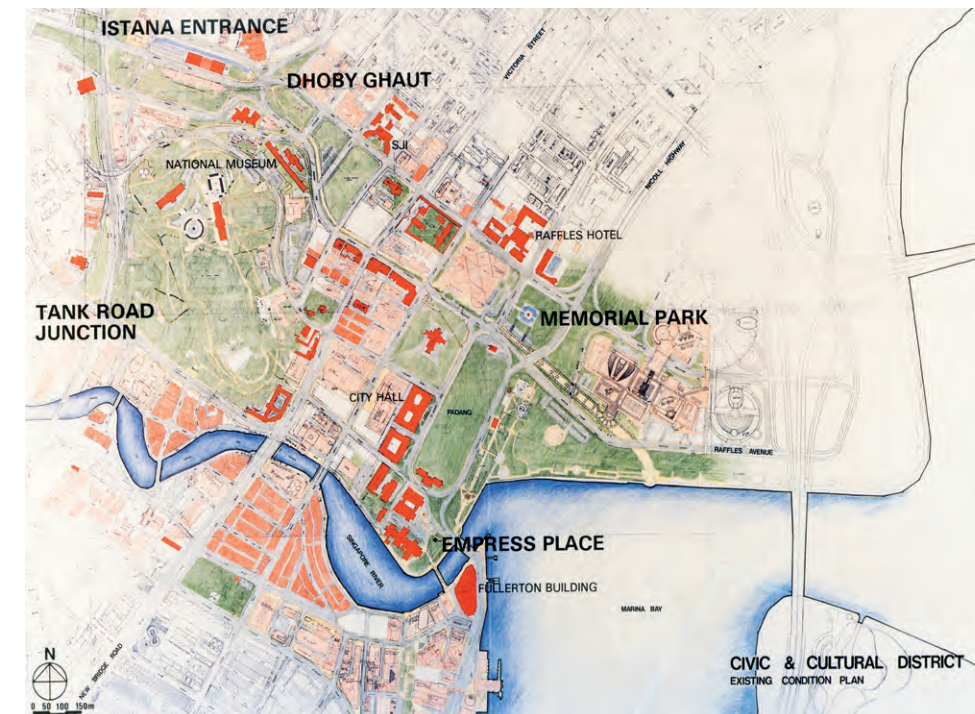 ISTANA ENTRANCE
VICTORIA STREET
DHOBY GHAUT
SJI
NATIONAL MUSEUM
NICOLL HIGHWAY
RAFFLES HOTEL
TANK ROAD
JUNCTION
MEMORIAL PARK
CITY HALL
PADANG
RAFFLES AVENUE
EMPRESS PLACE
SINGAPORE RIVER
FULLERTON BUILDING
MARINA BAY
N
NEW BRIDGE ROAD
0 50 100 150m
CIVIC & CULTURAL DISTRICT
EXISTING CONDITION PLAN